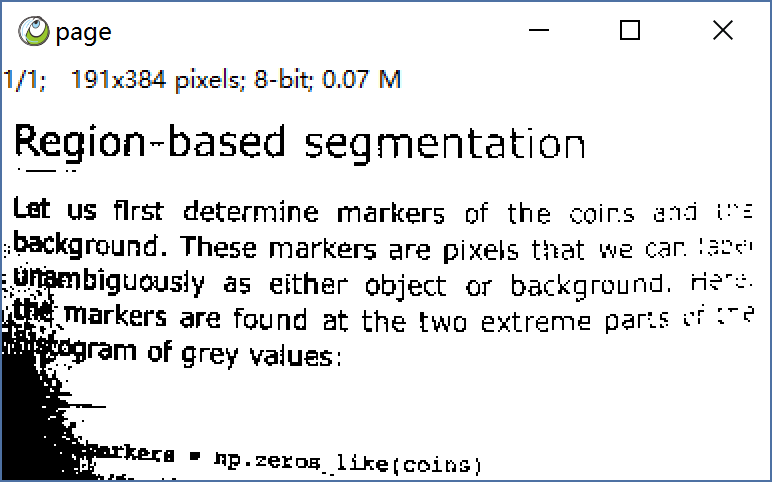 page
1/1; 191x384 pixels; 8-bit; 0.07 M
Region-based segmentation
Let us first determine markers of the coins and the
background. These markers are pixels that we can label
unambiguously as either object or background. Here,
the markers are found at the two extreme parts of the
histogram of grey values:
markers = np.zeros_like(coins)